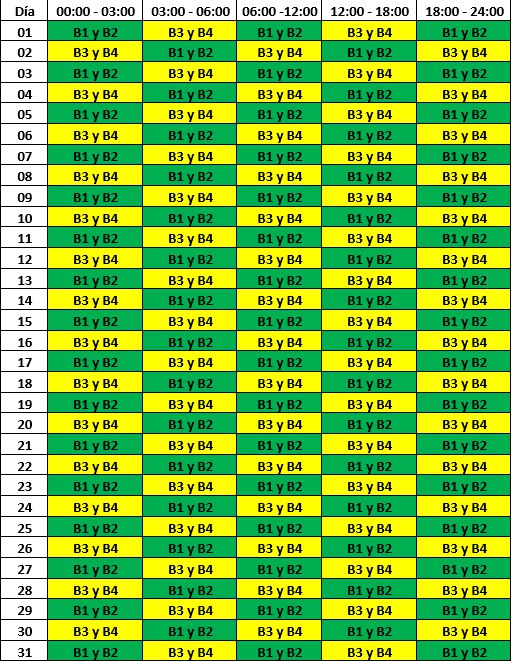 Día 00:00 - 03:00 03:00 - 06:00 06:00 -12:00 12:00 - 18:00 18:00 - 24:00
01 B1 y B2 B3 y B4 B1 y B2 B3 y B4 B1 y B2
02 B3 y B4 B1 y B2 B3 y B4 B1 y B2 B3 y B4
03 B1 y B2 B3 y B4 B1 y B2 B3 y B4 B1 y B2
04 B3 y B4 B1 y B2 B3 y B4 B1 y B2 B3 y B4
05 B1 y B2 B3 y B4 B1 y B2 B3 y B4 B1 y B2
06 B3 y B4 B1 y B2 B3 y B4 B1 y B2 B3 y B4
07 B1 y B2 B3 y B4 B1 y B2 B3 y B4 B1 y B2
08 B3 y B4 B1 y B2 B3 y B4 B1 y B2 B3 y B4
09 B1 y B2 B3 y B4 B1 y B2 B3 y B4 B1 y B2
10 B3 y B4 B1 y B2 B3 y B4 B1 y B2 B3 y B4
11 B1 y B2 B3 y B4 B1 y B2 B3 y B4 B1 y B2
12 B3 y B4 B1 y B2 B3 y B4 B1 y B2 B3 y B4
13 B1 y B2 B3 y B4 B1 y B2 B3 y B4 B1 y B2
14 B3 y B4 B1 y B2 B3 y B4 B1 y B2 B3 y B4
15 B1 y B2 B3 y B4 B1 y B2 B3 y B4 B1 y B2
16 B3 y B4 B1 y B2 B3 y B4 B1 y B2 B3 y B4
17 B1 y B2 B3 y B4 B1 y B2 B3 y B4 B1 y B2
18 B3 y B4 B1 y B2 B3 y B4 B1 y B2 B3 y B4
19 B1 y B2 B3 y B4 B1 y B2 B3 y B4 B1 y B2
20 B3 y B4 B1 y B2 B3 y B4 B1 y B2 B3 y B4
21 B1 y B2 B3 y B4 B1 y B2 B3 y B4 B1 y B2
22 B3 y B4 B1 y B2 B3 y B4 B1 y B2 B3 y B4
23 B1 y B2 B3 y B4 B1 y B2 B3 y B4 B1 y B2
24 B3 y B4 B1 y B2 B3 y B4 B1 y B2 B3 y B4
25 B1 y B2 B3 y B4 B1 y B2 B3 y B4 B1 y B2
26 B3 y B4 B1 y B2 B3 y B4 B1 y B2 B3 y B4
27 B1 y B2 B3 y B4 B1 y B2 B3 y B4 B1 y B2
28 B3 y B4 B1 y B2 B3 y B4 B1 y B2 B3 y B4
29 B1 y B2 B3 y B4 B1 y B2 B3 y B4 B1 y B2
30 B3 y B4 B1 y B2 B3 y B4 B1 y B2 B3 y B4
31 B1 y B2 B3 y B4 B1 y B2 B3 y B4 B1 y B2